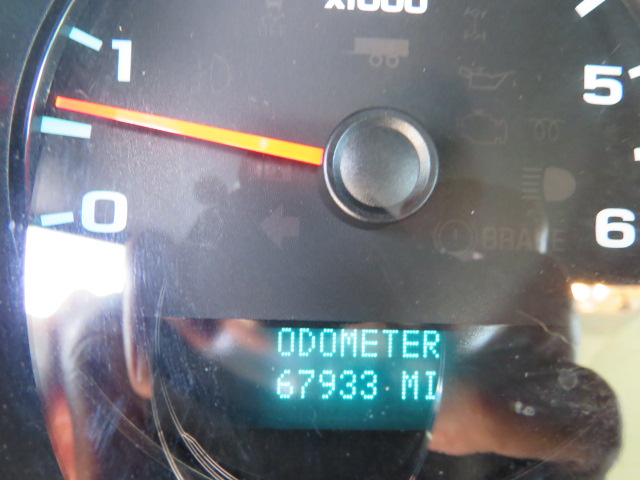 x1000
1
5
0
6
BRAKE
ODOMETER
67933 MI